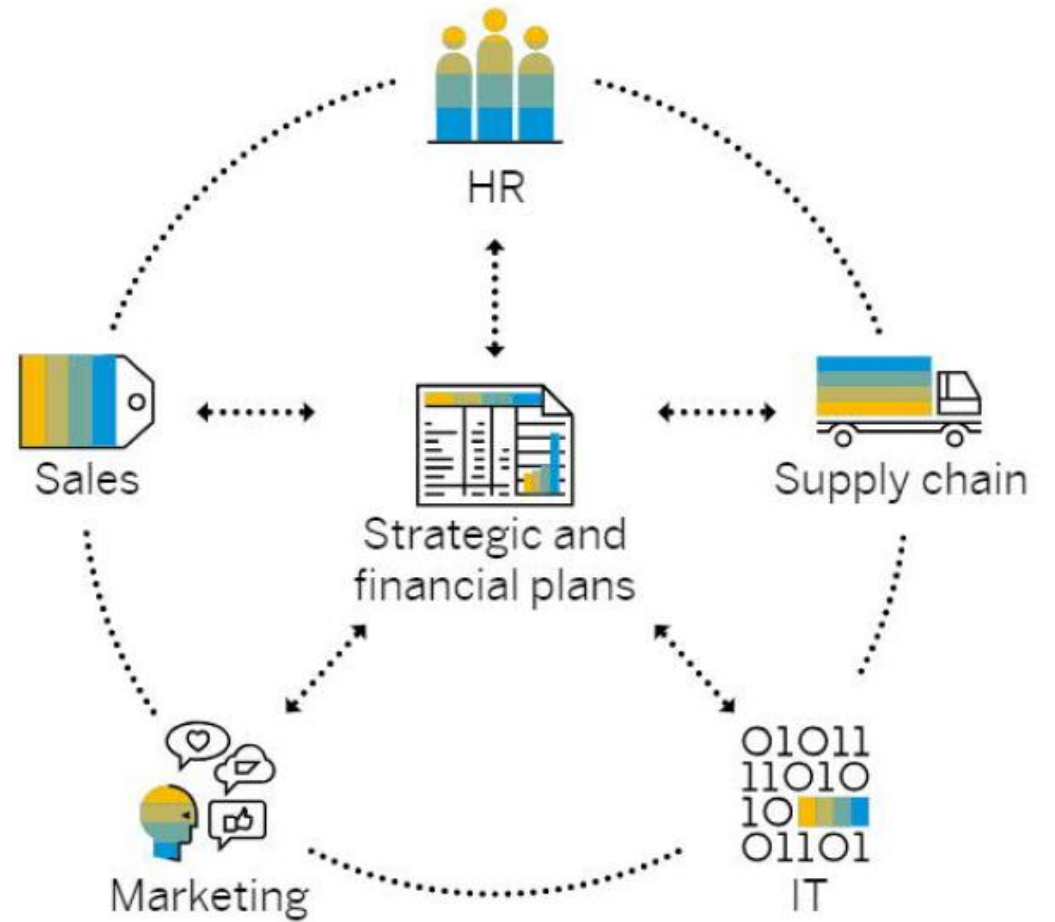 HR
Sales
Supply chain
Strategic and
financial plans
01011
11010
10
01101
Marketing
IT